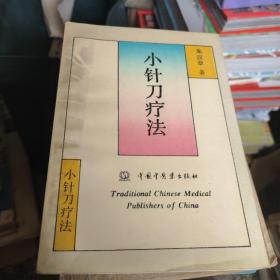 朱汉章 著
小针刀疗法
中国中医药出版社
Traditional Chinese Medical
Publishers of China
小针刀疗法